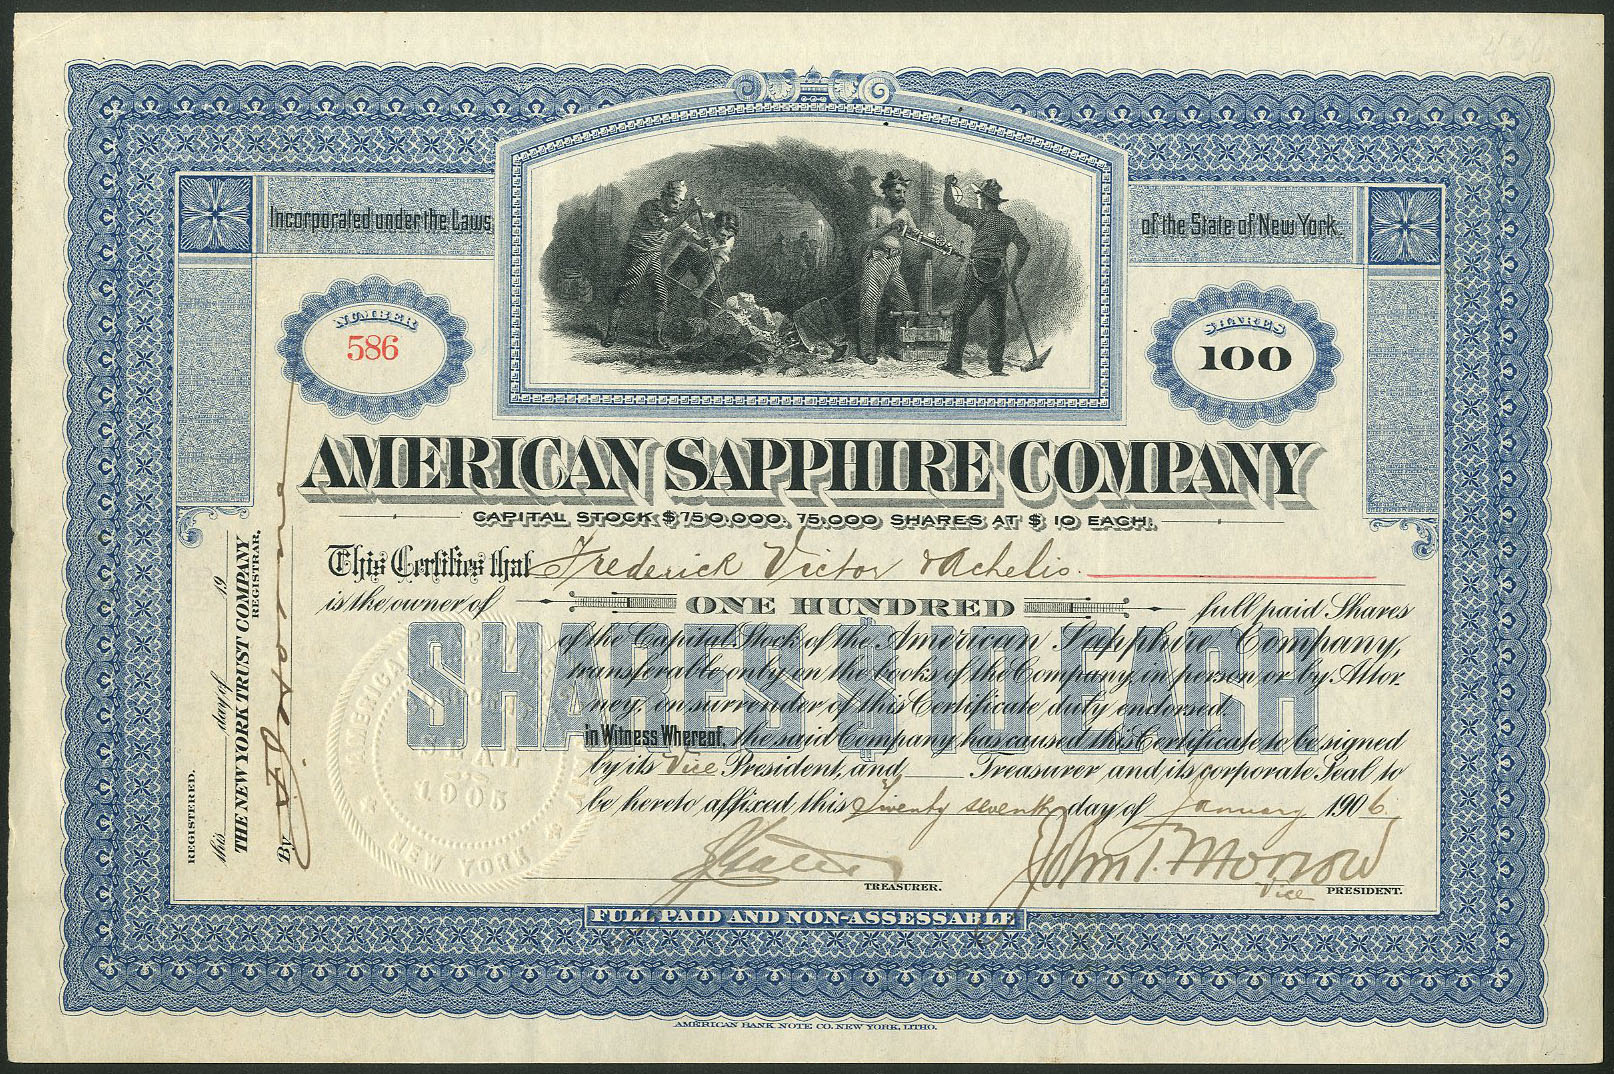 Incorporated under the Laws
of the State of New York.
NUMBER
586
SHARES
100
AMERICAN SAPPHIRE COMPANY
CAPITAL STOCK $750,000. 75,000 SHARES AT $10 EACH.
This Certifies that Frederick Victor & Achelis.
is the owner of ONE HUNDRED full paid Shares
SHARES $10 EACH
of the Capital Stock of the American Sapphire Company,
transferable only on the books of the Company, in person or by Attor
ney, on surrender of this Certificate duly endorsed.
in Witness Whereof, the said Company has caused this Certificate to be signed
by its Vice President, and Treasurer and its corporate Seal to
be hereto affixed this Twenty seventh day of January 1906.
TREASURER.
John T. Morrow
Vice PRESIDENT.
FULL PAID AND NON-ASSESSABLE
AMERICAN BANK NOTE CO. NEW YORK, LITHO.
REGISTERED.
this day of 19
THE NEW YORK TRUST COMPANY
REGISTRAR,
By
AMERICAN
SEAL
1905
NEW YORK